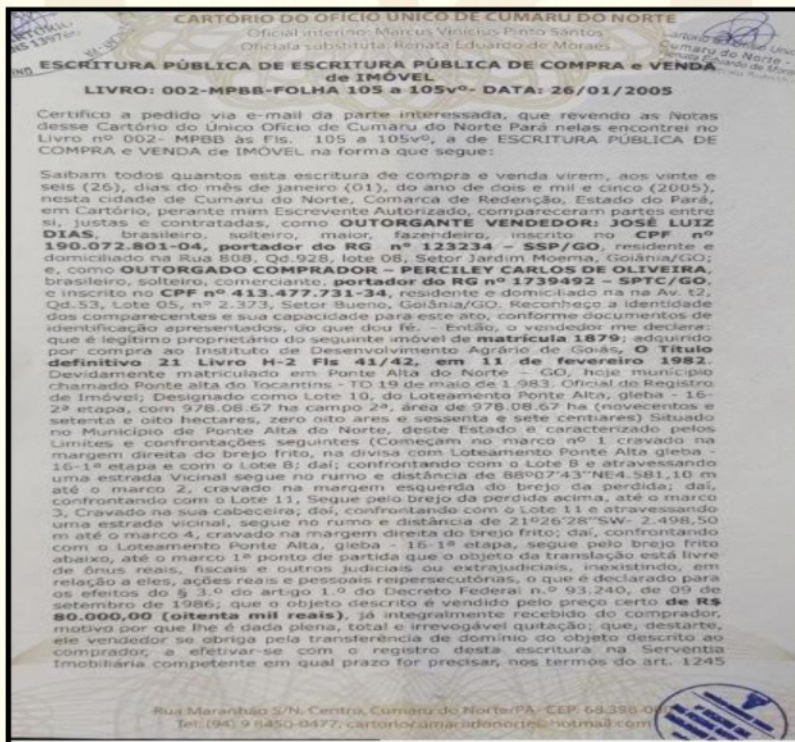 CARTÓRIO DO OFÍCIO ÚNICO DE CUMARU DO NORTE
Oficial interino: Marcus Vinicius Pinto Santos
Oficiala substituta: Renata Eduardo de Moraes
Cumaru do Norte -
ESCRITURA PÚBLICA DE ESCRITURA PÚBLICA DE COMPRA e VENDA
de IMÓVEL
LIVRO: 002-MPBB-FOLHA 105 a 105vº- DATA: 26/01/2005
Certifico a pedido via e-mail da parte interessada, que revendo as Notas
desse Cartório do Único Ofício de Cumaru do Norte Pará nelas encontrei no
Livro nº 002- MPBB às Fls. 105 a 105vº, a de ESCRITURA PÚBLICA DE
COMPRA e VENDA de IMÓVEL na forma que segue:
Saibam todos quantos esta escritura de compra e venda virem, aos vinte e
seis (26), dias do mês de janeiro (01), do ano de dois e mil e cinco (2005),
nesta cidade de Cumaru do Norte, Comarca de Redenção, Estado do Pará,
em Cartório, perante mim Escrevente Autorizado, compareceram partes entre
si, justas e contratadas, como OUTORGANTE VENDEDOR: JOSÉ LUIZ
DIAS, brasileiro, solteiro, maior, fazendeiro, inscrito no CPF nº
190.072.801-04, portador do RG nº 123234 – SSP/GO, residente e
domiciliado na Rua 808, Qd.928, lote 08, Setor Jardim Moema, Goiânia/GO;
e, como OUTORGADO COMPRADOR – PERCILEY CARLOS DE OLIVEIRA,
brasileiro, solteiro, comerciante, portador do RG nº 1739492 – SPTC/GO,
e inscrito no CPF nº 413.477.731-34, residente e domiciliado na na Av. t2,
Qd.53, Lote 05, nº 2.373, Setor Bueno, Goiânia/GO. Reconheço a identidade
dos comparecentes e sua capacidade para este ato, conforme documentos de
identificação apresentados, do que dou fé. - Então, o vendedor me declara:
que é legítimo proprietário do seguinte imóvel de matrícula 1879; adquirido
por compra ao Instituto de Desenvolvimento Agrário de Goiás, O Título
definitivo 21 Livro H-2 Fls 41/42, em 11 de fevereiro 1982.
Devidamente matriculado em Ponte Alta do Norte – GO, hoje município
chamado Ponte alta do Tocantins - TO 19 de maio de 1.983. Oficial de Registro
de Imóvel; Designado como Lote 10, do Loteamento Ponte Alta, gleba - 16-
2ª etapa, com 978.08.67 ha campo 2ª, área de 978.08.67 ha (novecentos e
setenta e oito hectares, zero oito ares e sessenta e sete centiares) Situado
no Município de Ponte Alta do Norte, deste Estado e caracterizado pelos
Limites e confrontações seguintes (Começam no marco nº 1 cravado na
margem direita do brejo frito, na divisa com Loteamento Ponte Alta gleba -
16-1ª etapa e com o Lote 8; daí; confrontando com o Lote 8 e atravessando
uma estrada Vicinal segue no rumo e distância de 88º07'43"NE4.581,10 m
até o marco 2, cravado na margem esquerda do brejo da perdida; daí,
confrontando com o Lote 11, Segue pelo brejo da perdida acima, até o marco
3, Cravado na sua cabeceira; daí, confrontando com o Lote 11 e atravessando
uma estrada vicinal, segue no rumo e distância de 21º26'28"SW- 2.498,50
m até o marco 4, cravado na margem direita do brejo frito; daí, confrontando
com o Loteamento Ponte Alta, gleba - 16-1ª etapa, segue pelo brejo frito
abaixo, até o marco 1º ponto de partida que o objeto da translação está livre
de ônus reais, fiscais e outros judiciais ou extrajudiciais, inexistindo, em
relação a eles, ações reais e pessoais reipersecutórias, o que é declarado para
os efeitos do § 3.º do artigo 1.º do Decreto Federal n.º 93.240, de 09 de
setembro de 1986; que o objeto descrito é vendido pelo preço certo de R$
80.000,00 (oitenta mil reais), já integralmente recebido do comprador,
motivo por que lhe é dada plena, total e irrevogável quitação; que, destarte,
ele vendedor se obriga pela transferência de domínio do objeto descrito ao
comprador, a efetivar-se com o registro desta escritura na Serventia
Imobiliária competente em qual prazo for precisar, nos termos do art. 1245
Rua Maranhão S/N, Centro, Cumaru do Norte/PA- CEP: 68.398-
Tel: (94) 9 8450-0477, cartoriocumarudonorte@hotmail.com